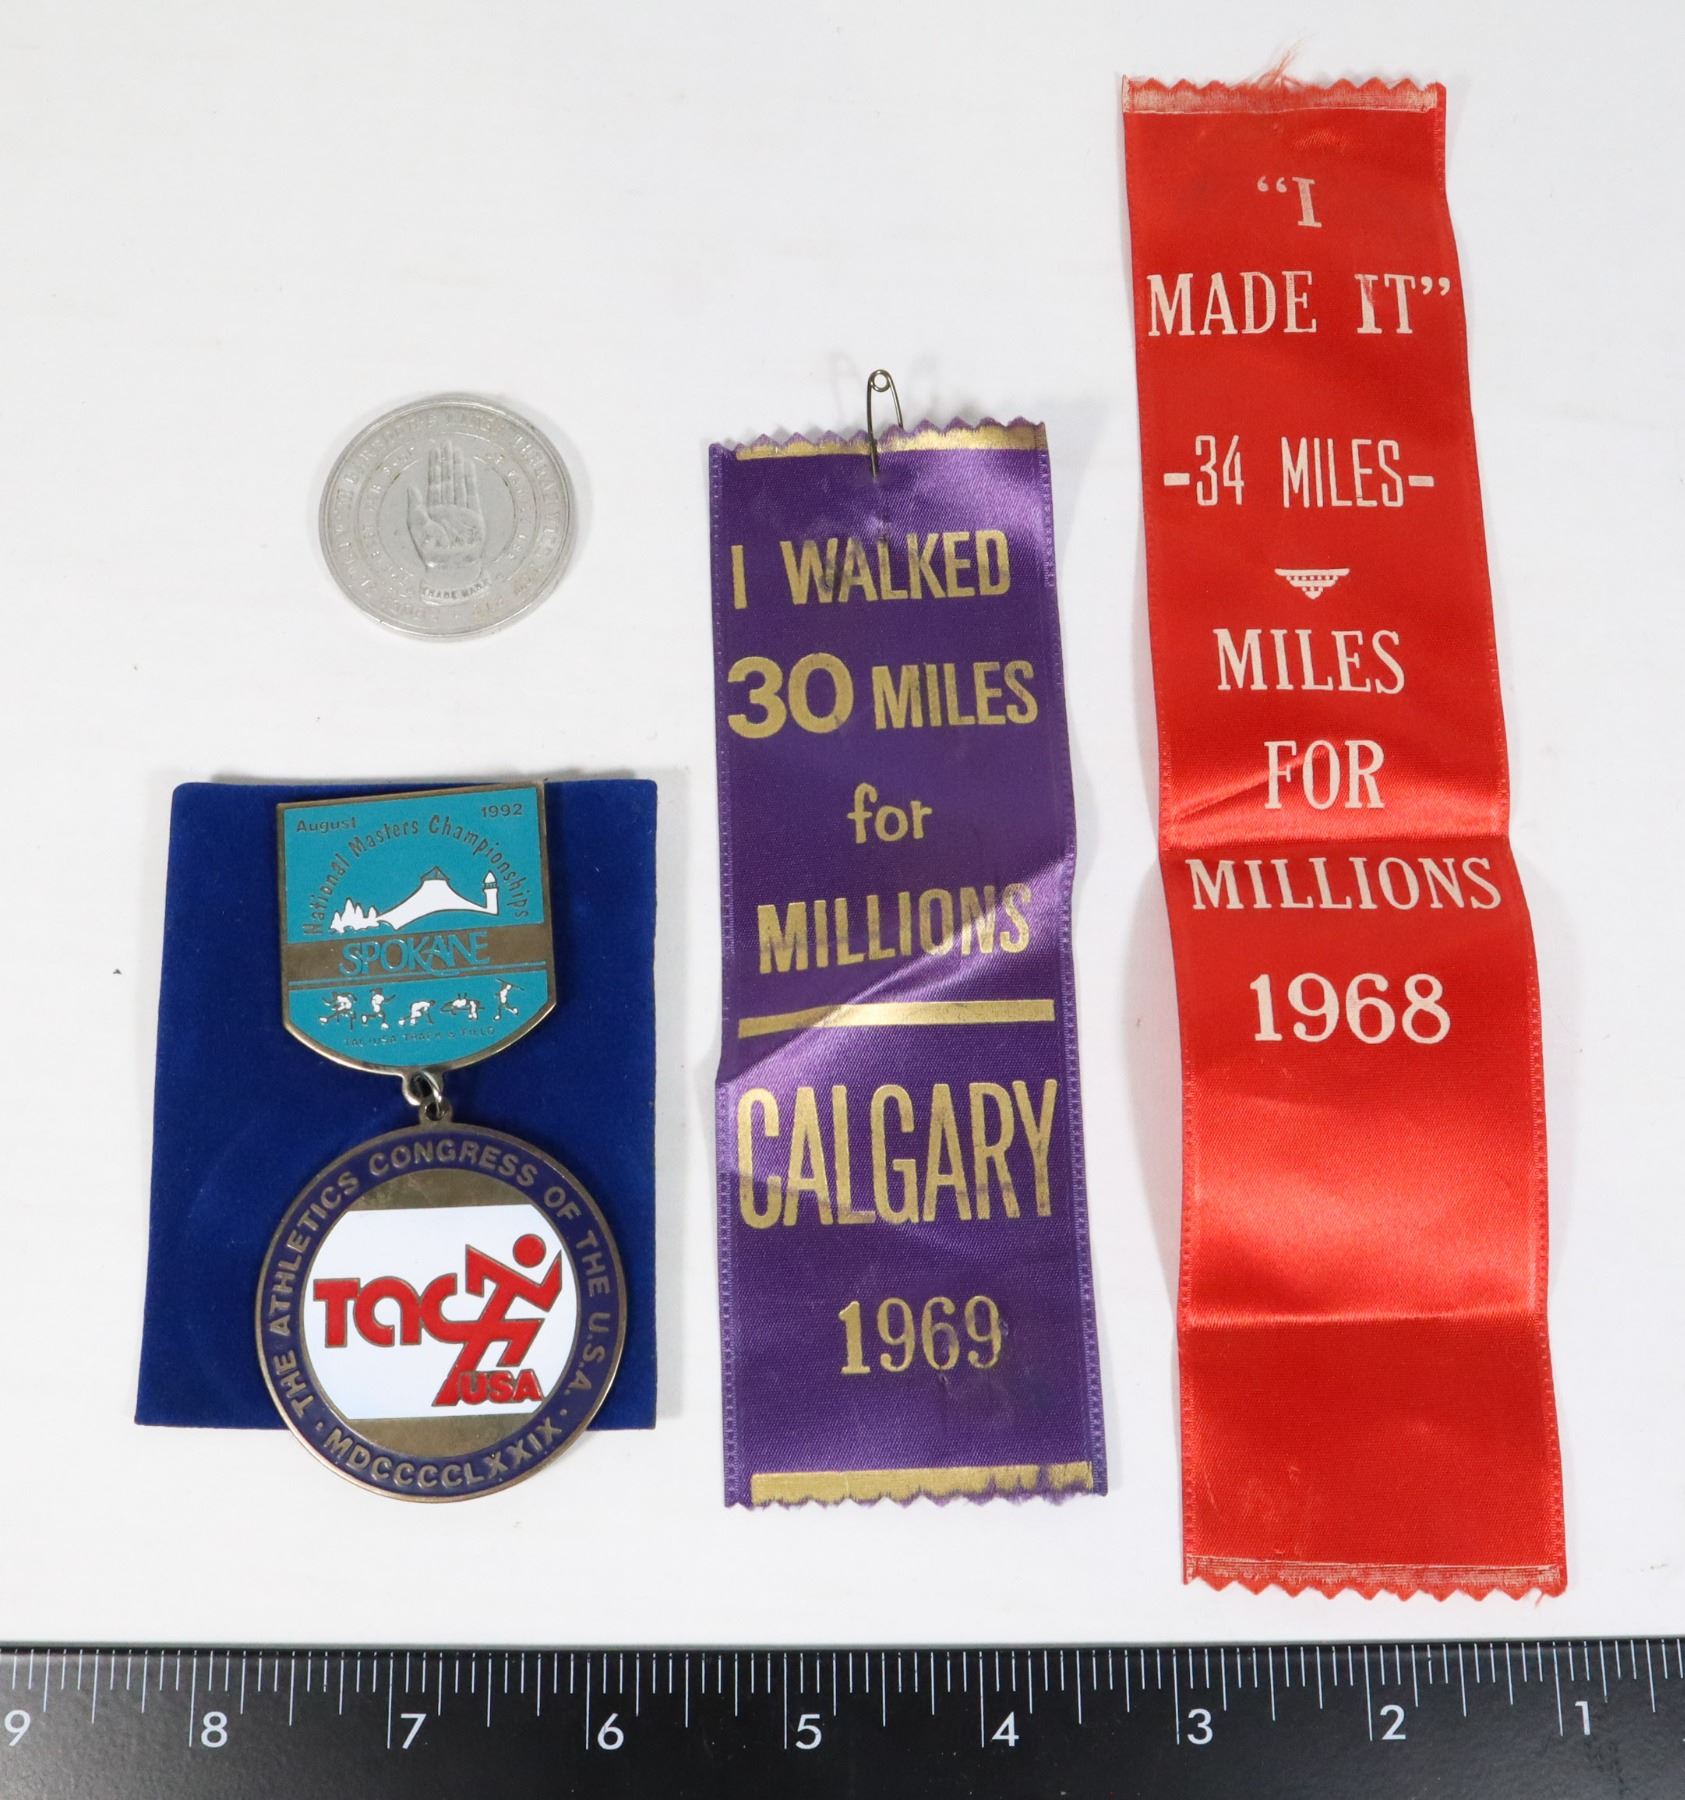 TRADE MARK
August 1992
National Masters Championships
SPOKANE
TAC/USA TRACK & FIELD
THE ATHLETICS CONGRESS OF THE U.S.A. · MDCCCCLXXIX ·
TAC
USA
I WALKED
30 MILES
for
MILLIONS
CALGARY
1969
“I
MADE IT”
-34 MILES-
MILES
FOR
MILLIONS
1968
9 8 7 6 5 4 3 2 1